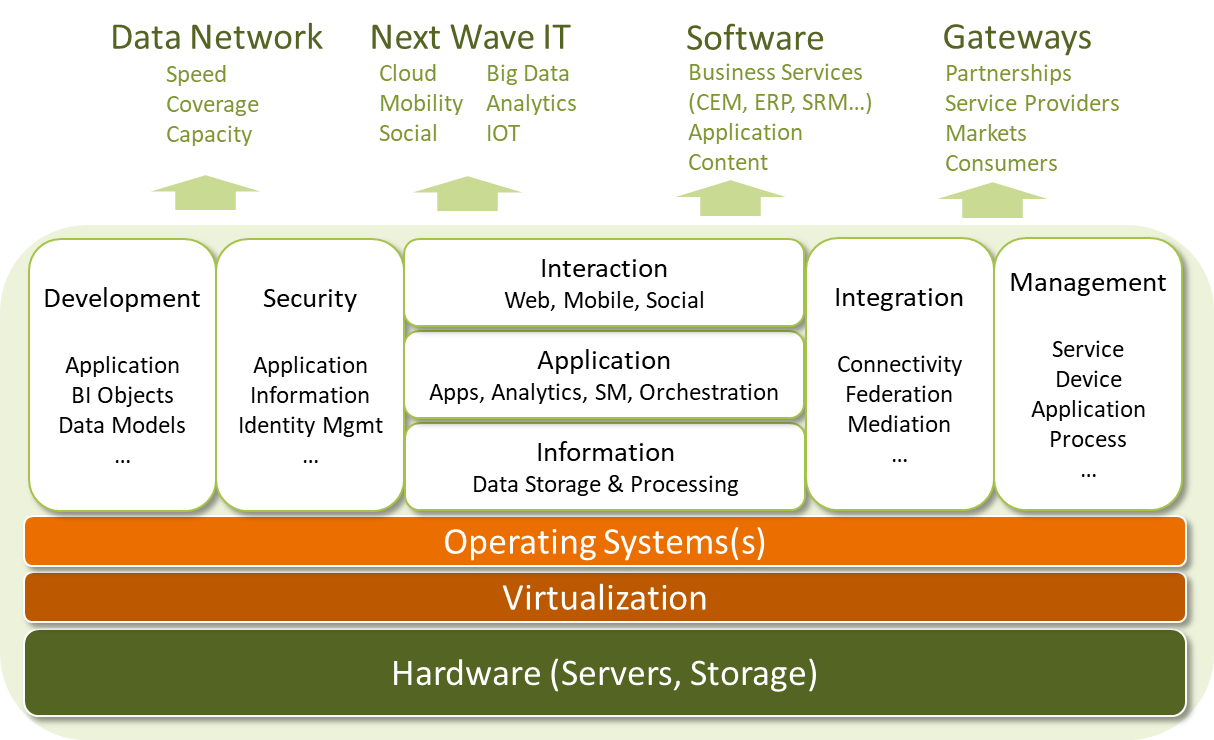 Data Network
Speed
Coverage
Capacity
Next Wave IT
Cloud
Mobility
Social
Big Data
Analytics
IOT
Software
Business Services
(CEM, ERP, SRM...)
Application
Content
Gateways
Partnerships
Service Providers
Markets
Consumers
Development
Application
BI Objects
Data Models
...
Security
Application
Information
Identity Mgmt
...
Interaction
Web, Mobile, Social
Application
Apps, Analytics, SM, Orchestration
Information
Data Storage & Processing
Integration
Connectivity
Federation
Mediation
...
Management
Service
Device
Application
Process
...
Operating Systems(s)
Virtualization
Hardware (Servers, Storage)